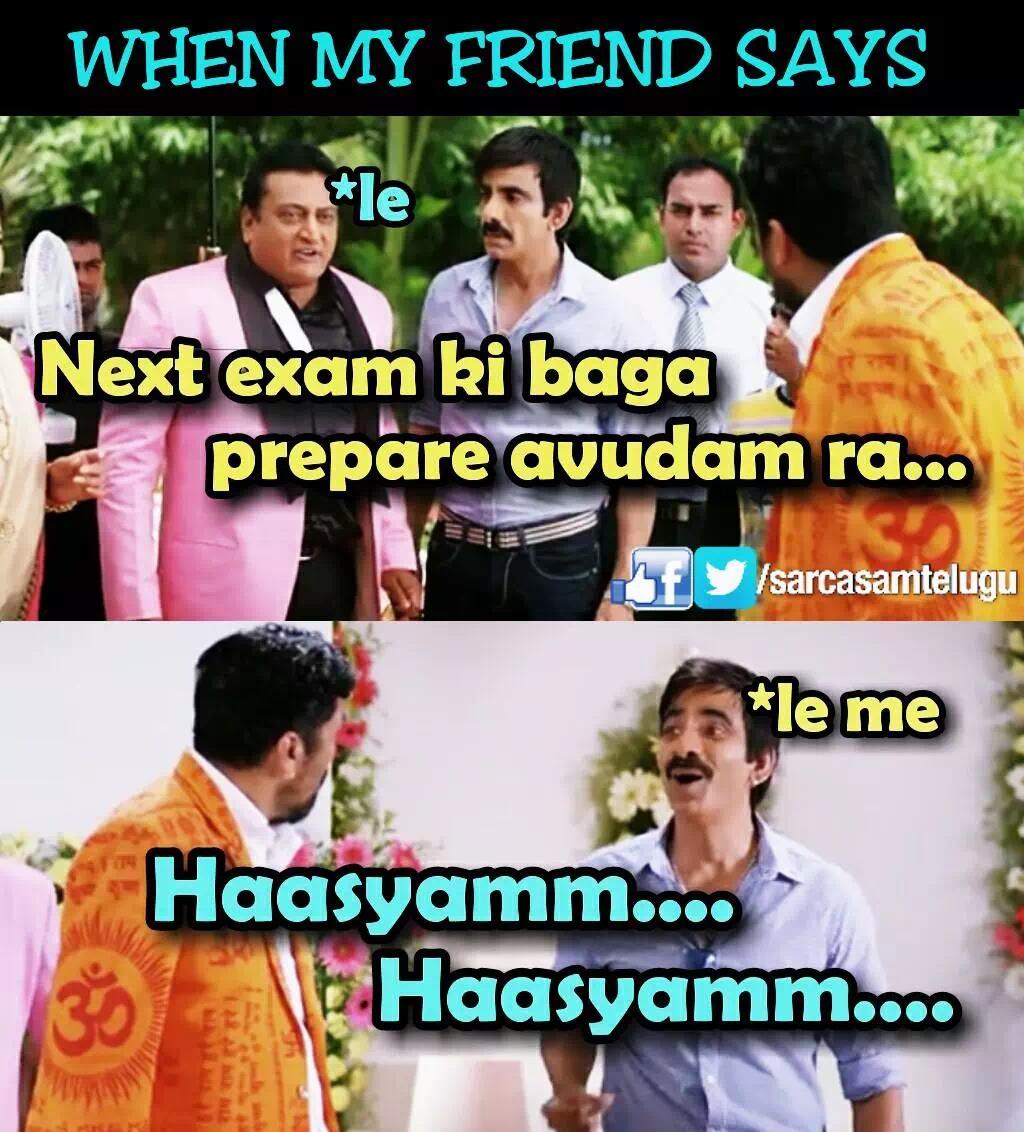 WHEN MY FRIEND SAYS
*le
Next exam ki baga
prepare avudam ra...
/sarcasamtelugu
*le me
Haasyamm....
Haasyamm....
ॐ